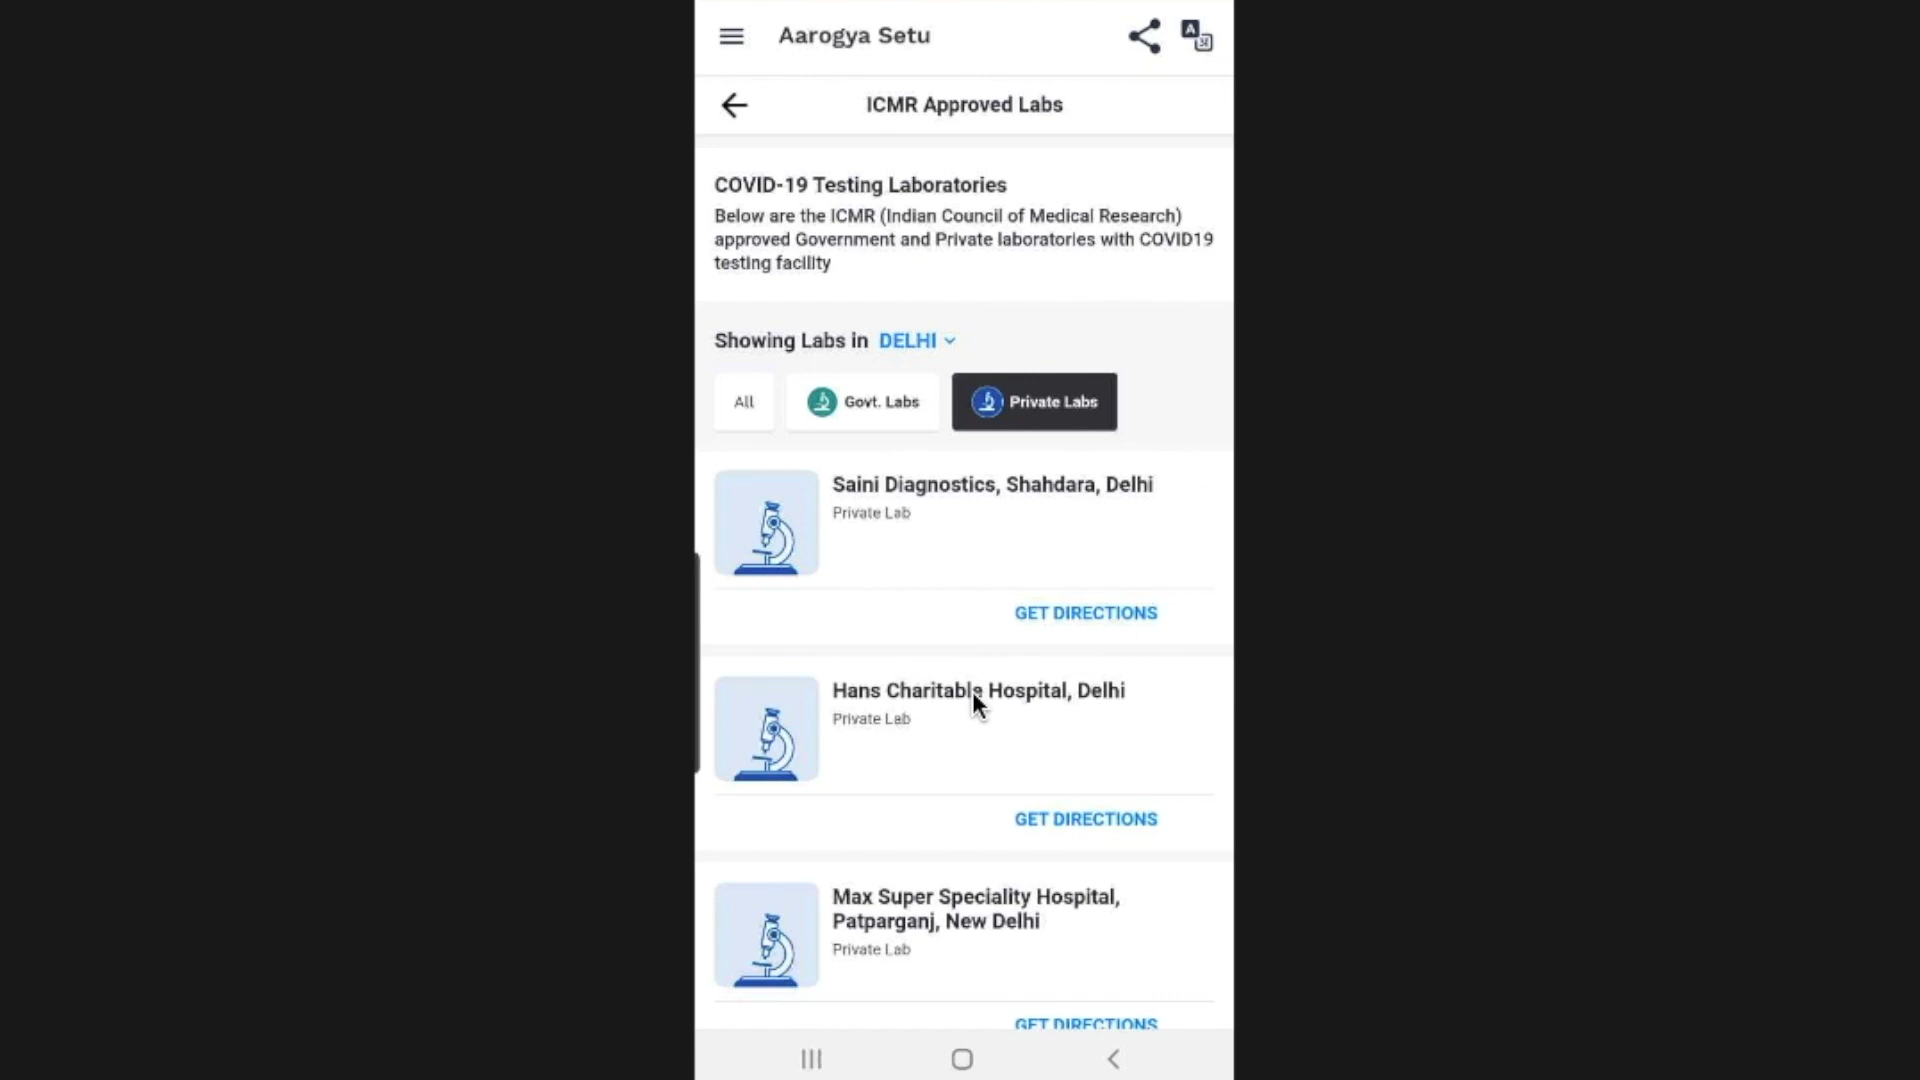 Aarogya Setu
ICMR Approved Labs
COVID-19 Testing Laboratories
Below are the ICMR (Indian Council of Medical Research)
approved Government and Private laboratories with COVID19
testing facility
Showing Labs in DELHI
All Govt. Labs Private Labs
Saini Diagnostics, Shahdara, Delhi
Private Lab
GET DIRECTIONS
Hans Charitable Hospital, Delhi
Private Lab
GET DIRECTIONS
Max Super Speciality Hospital,
Patparganj, New Delhi
Private Lab
GET DIRECTIONS